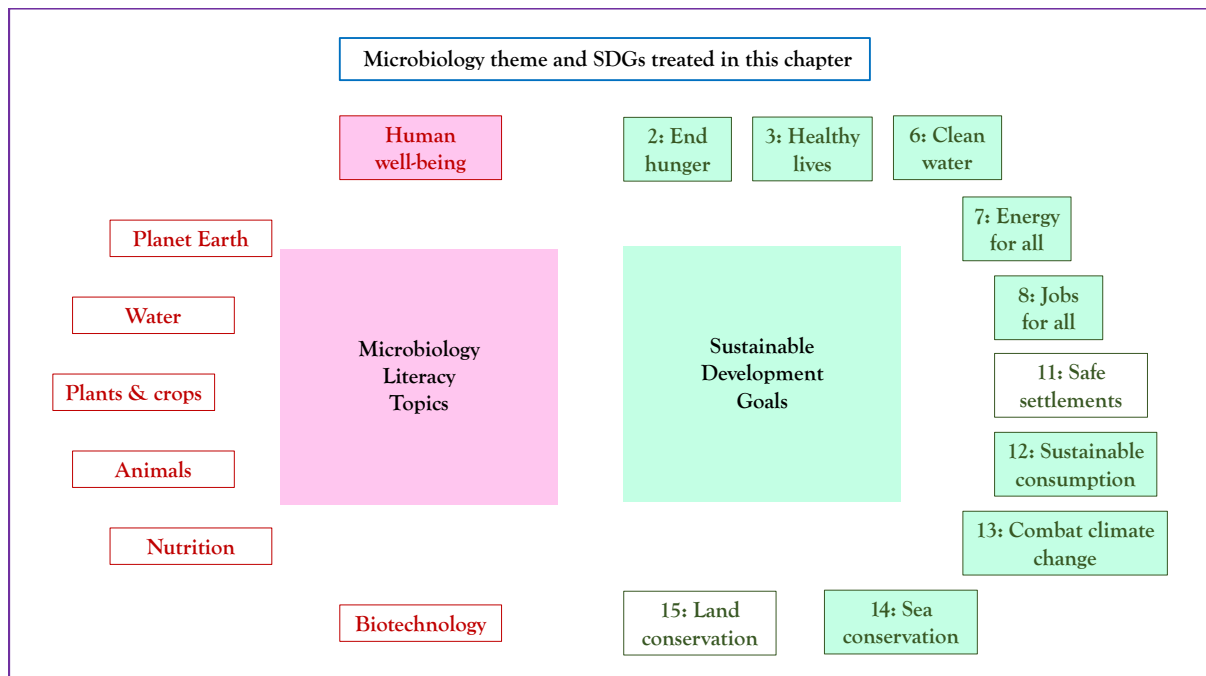 Microbiology theme and SDGs treated in this chapter
Human
well-being
2: End
hunger
3: Healthy
lives
6: Clean
water
Planet Earth
7: Energy
for all
Water
8: Jobs
for all
Microbiology
Literacy
Topics
Sustainable
Development
Goals
Plants & crops
11: Safe
settlements
Animals
12: Sustainable
consumption
Nutrition
13: Combat climate
change
Biotechnology
15: Land
conservation
14: Sea
conservation